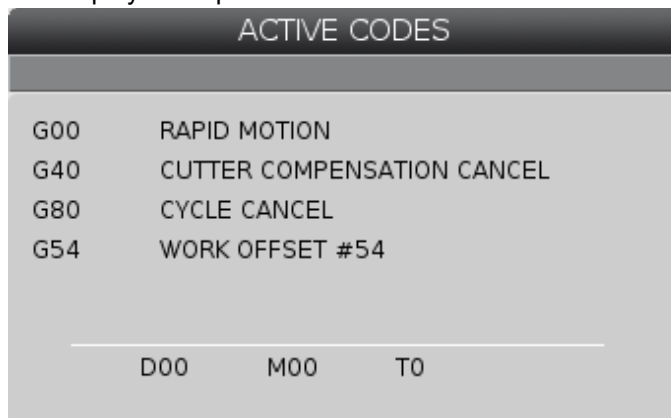 ACTIVE CODES
G00 RAPID MOTION
G40 CUTTER COMPENSATION CANCEL
G80 CYCLE CANCEL
G54 WORK OFFSET #54
D00 M00 T0